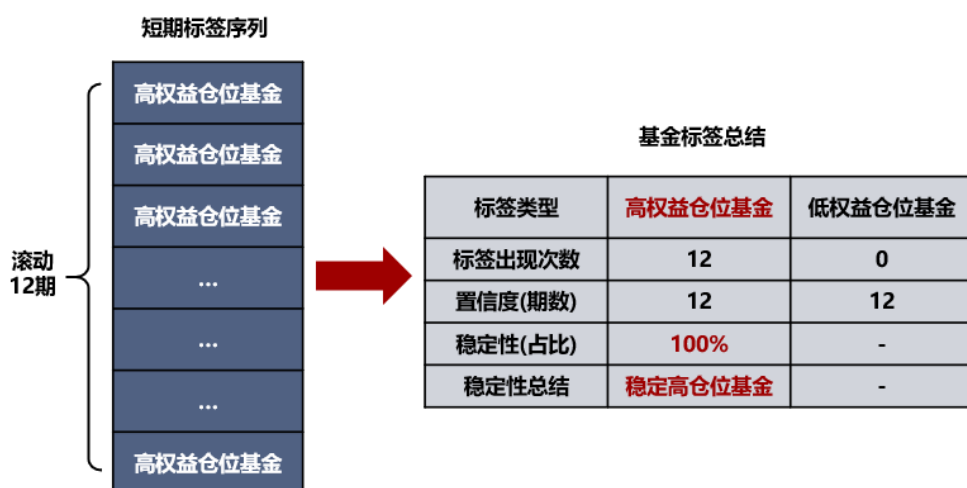 短期标签序列
高权益仓位基金
高权益仓位基金
高权益仓位基金
...
...
...
高权益仓位基金
滚动
12期
基金标签总结
标签类型 高权益仓位基金 低权益仓位基金
标签出现次数 12 0
置信度(期数) 12 12
稳定性(占比) 100% -
稳定性总结 稳定高仓位基金 -